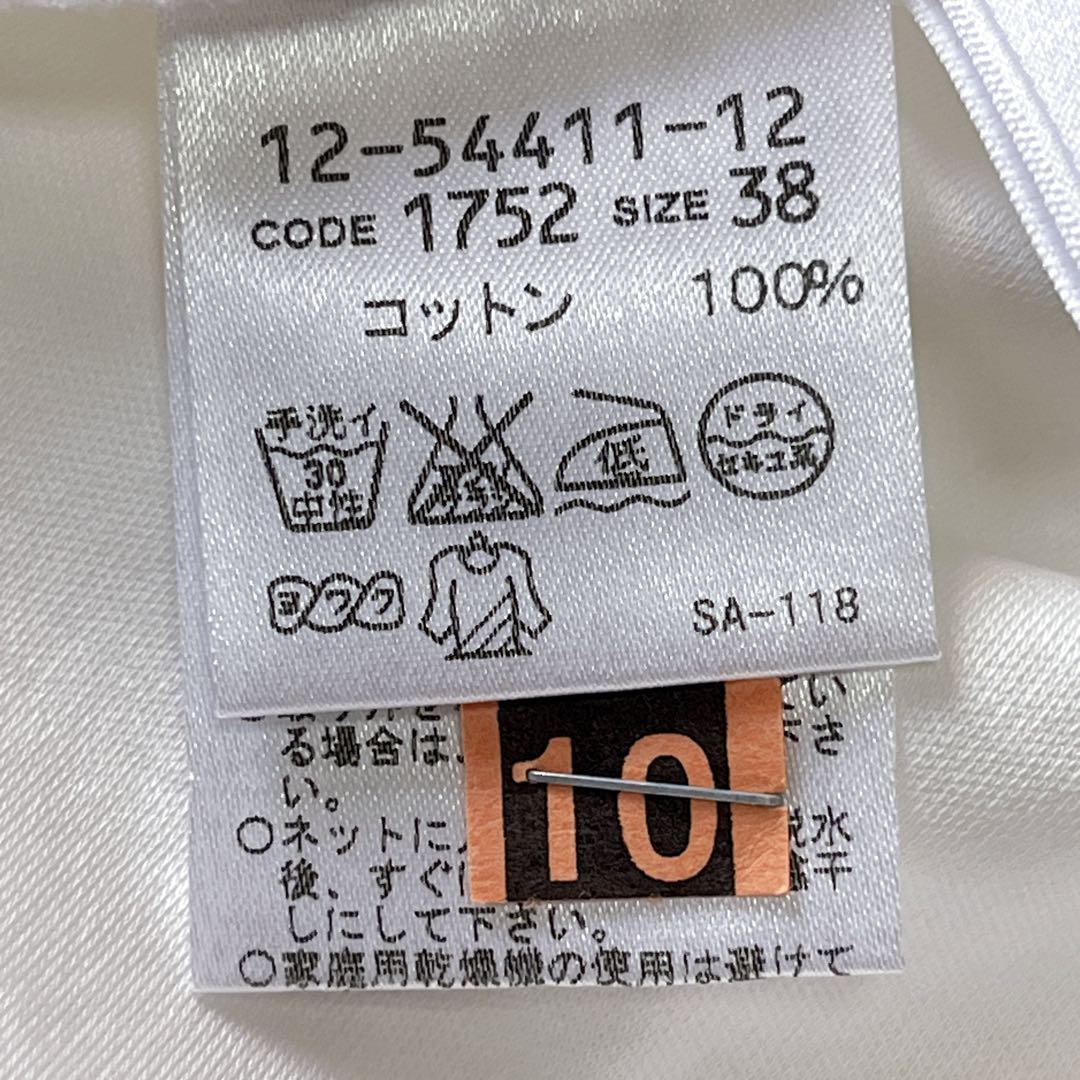 12-54411-12
CODE 1752 SIZE 38
コットン 100%
手洗イ
30
中性
低
ドライ
セキユ系
ヨワク
SA-118
る場合は、
い。
10
○ネットに 水
後、すぐ 干
しにして下さい。
○家庭用乾燥機の使用は避けて